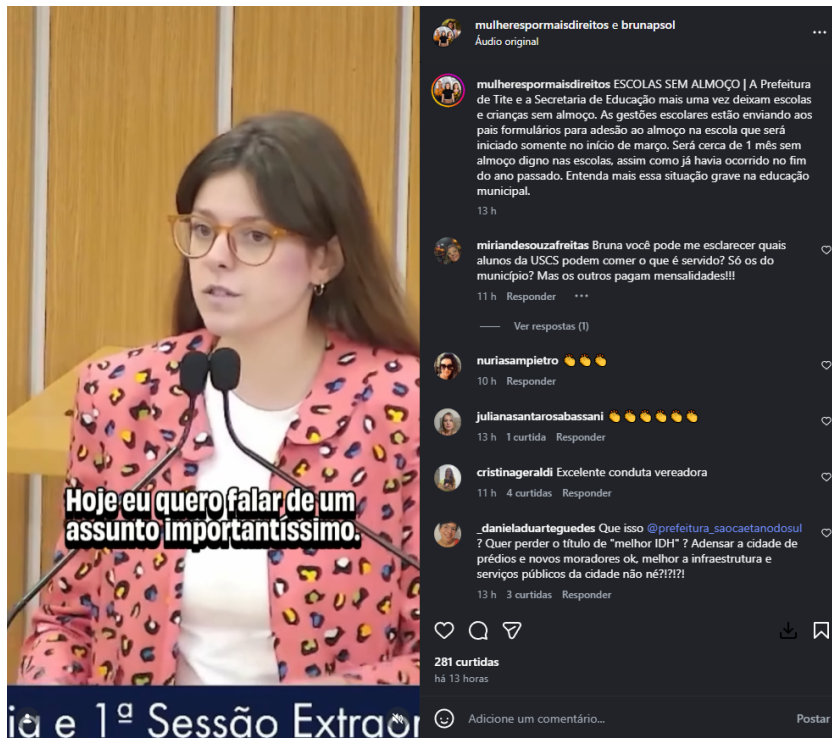 Hoje eu quero falar de um
assunto importantíssimo.
1ª Sessão
mulherespormaisdireitos e brunapsol
Áudio original
mulherespormaisdireitos ESCOLAS SEM ALMOÇO | A Prefeitura
de Tite e a Secretaria de Educação mais uma vez deixam escolas
e crianças sem almoço. As gestões escolares estão enviando aos
pais formulários para adesão ao almoço na escola que será
iniciado somente no início de março. Será cerca de 1 mês sem
almoço digno nas escolas, assim como já havia ocorrido no fim
do ano passado. Entenda mais essa situação grave na educação
municipal.
13 h
miriandesouzafreitas Bruna você pode me esclarecer quais
alunos da USCS podem comer o que é servido? Só os do
município? Mas os outros pagam mensalidades!!!
11 h Responder
Ver respostas (1)
nuriasampietro 👏👏👏
10 h Responder
julianasantarosabassani 👏👏👏👏👏👏
13 h 1 curtida Responder
cristinageraldi Excelente conduta vereadora
11 h 4 curtidas Responder
_danieladuarteguedes Que isso @prefeitura_saocaetanodosul
? Quer perder o título de "melhor IDH" ? Adensar a cidade de
prédios e novos moradores ok, melhor a infraestrutura e
serviços públicos da cidade não né?!?!?!
13 h 3 curtidas Responder
281 curtidas
há 13 horas
Adicione um comentário...
Postar